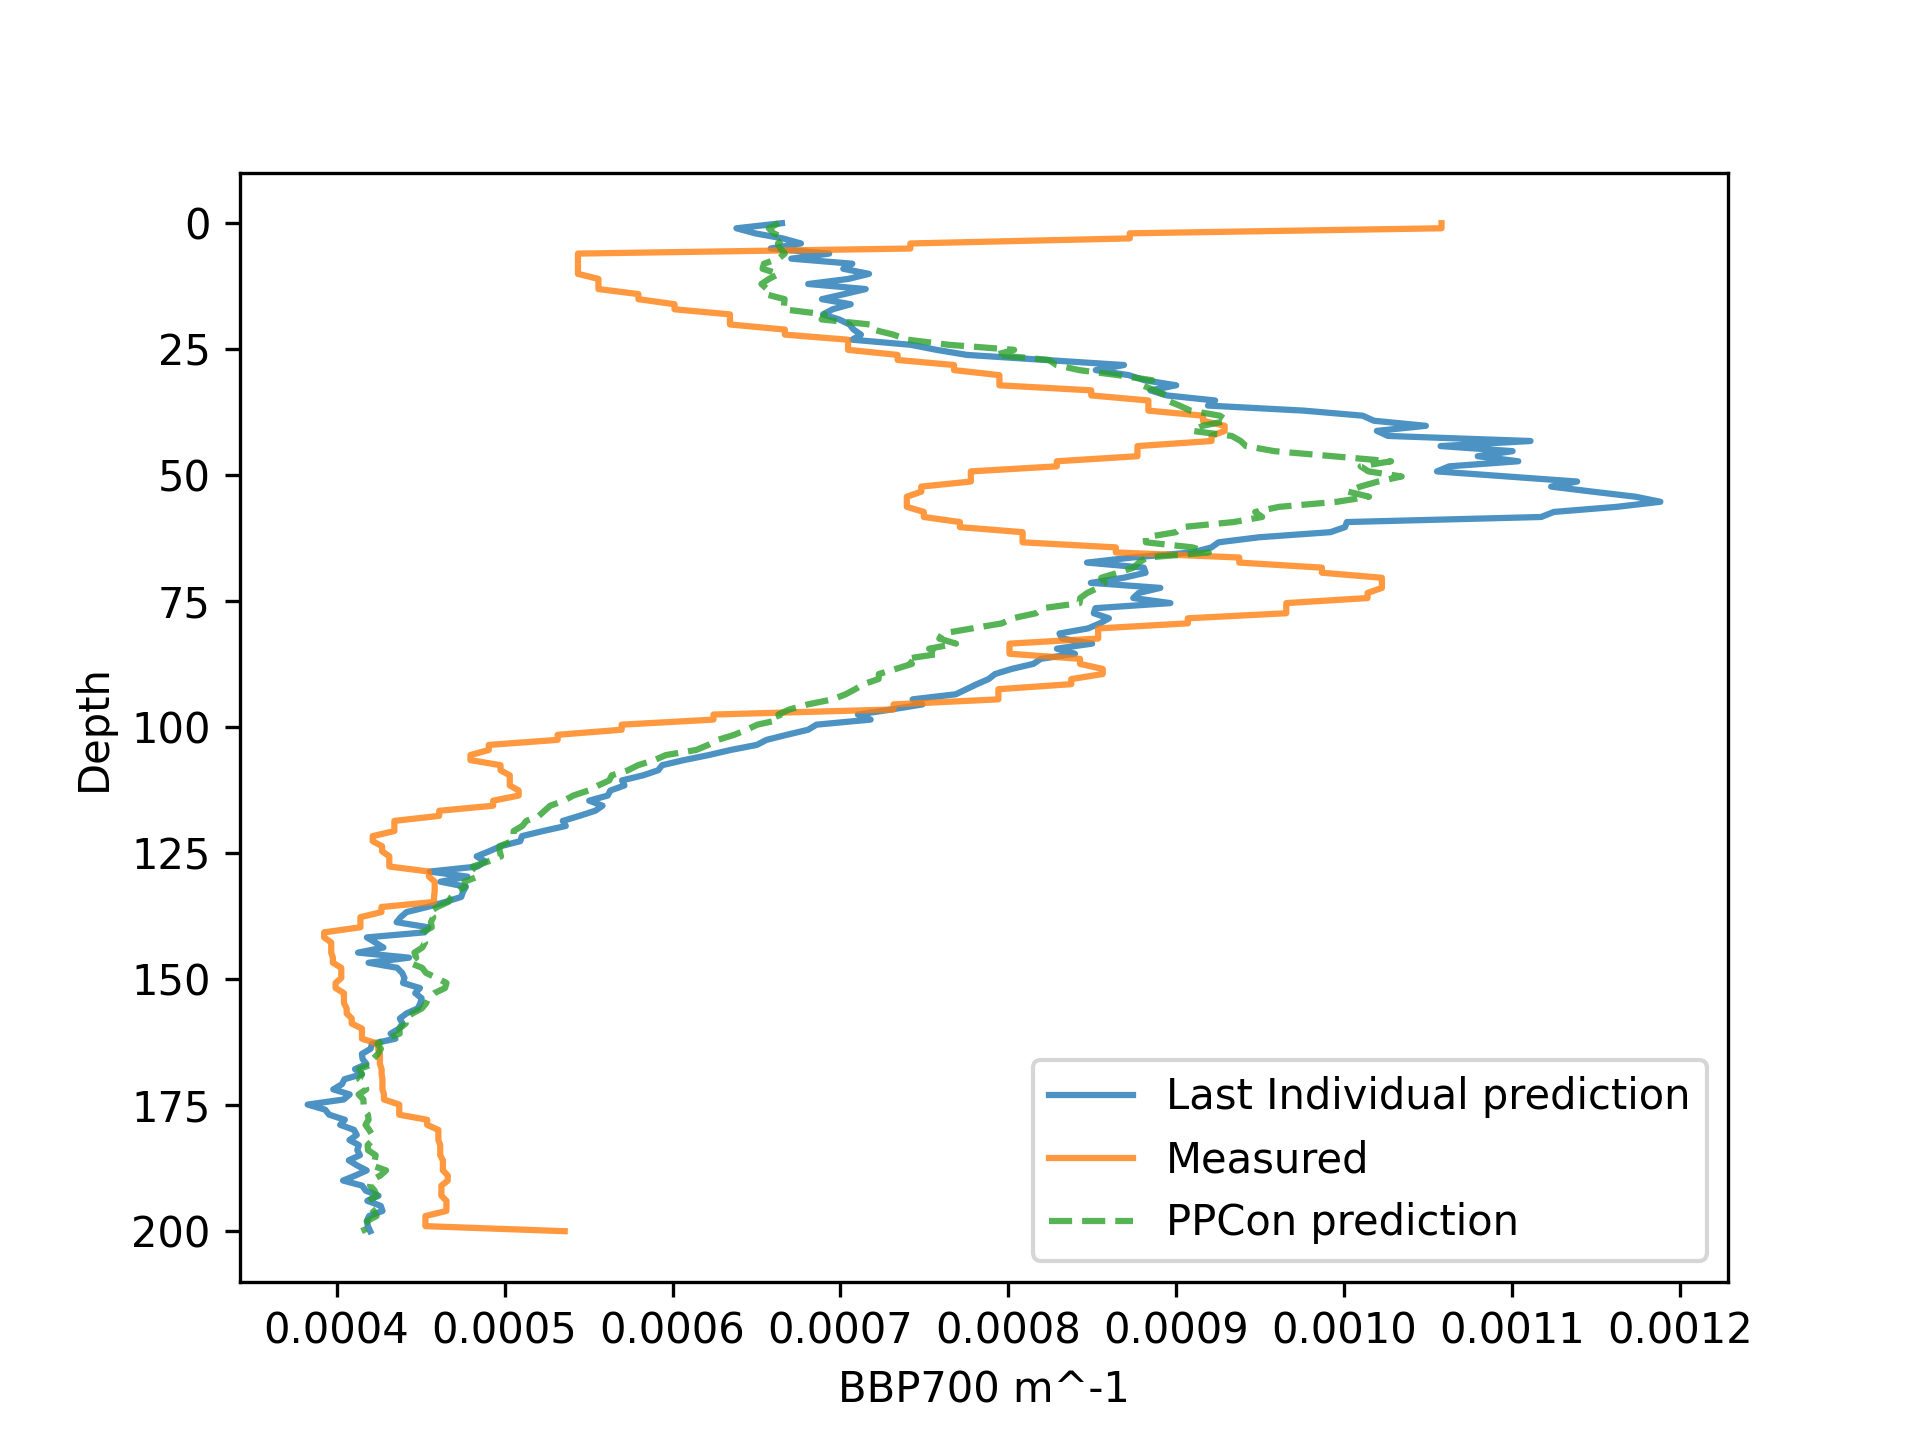 0
25
50
75
100
125
150
175
200
Depth
0.0004 0.0005 0.0006 0.0007 0.0008 0.0009 0.0010 0.0011 0.0012
BBP700 m^-1
Last Individual prediction
Measured
PPCon prediction